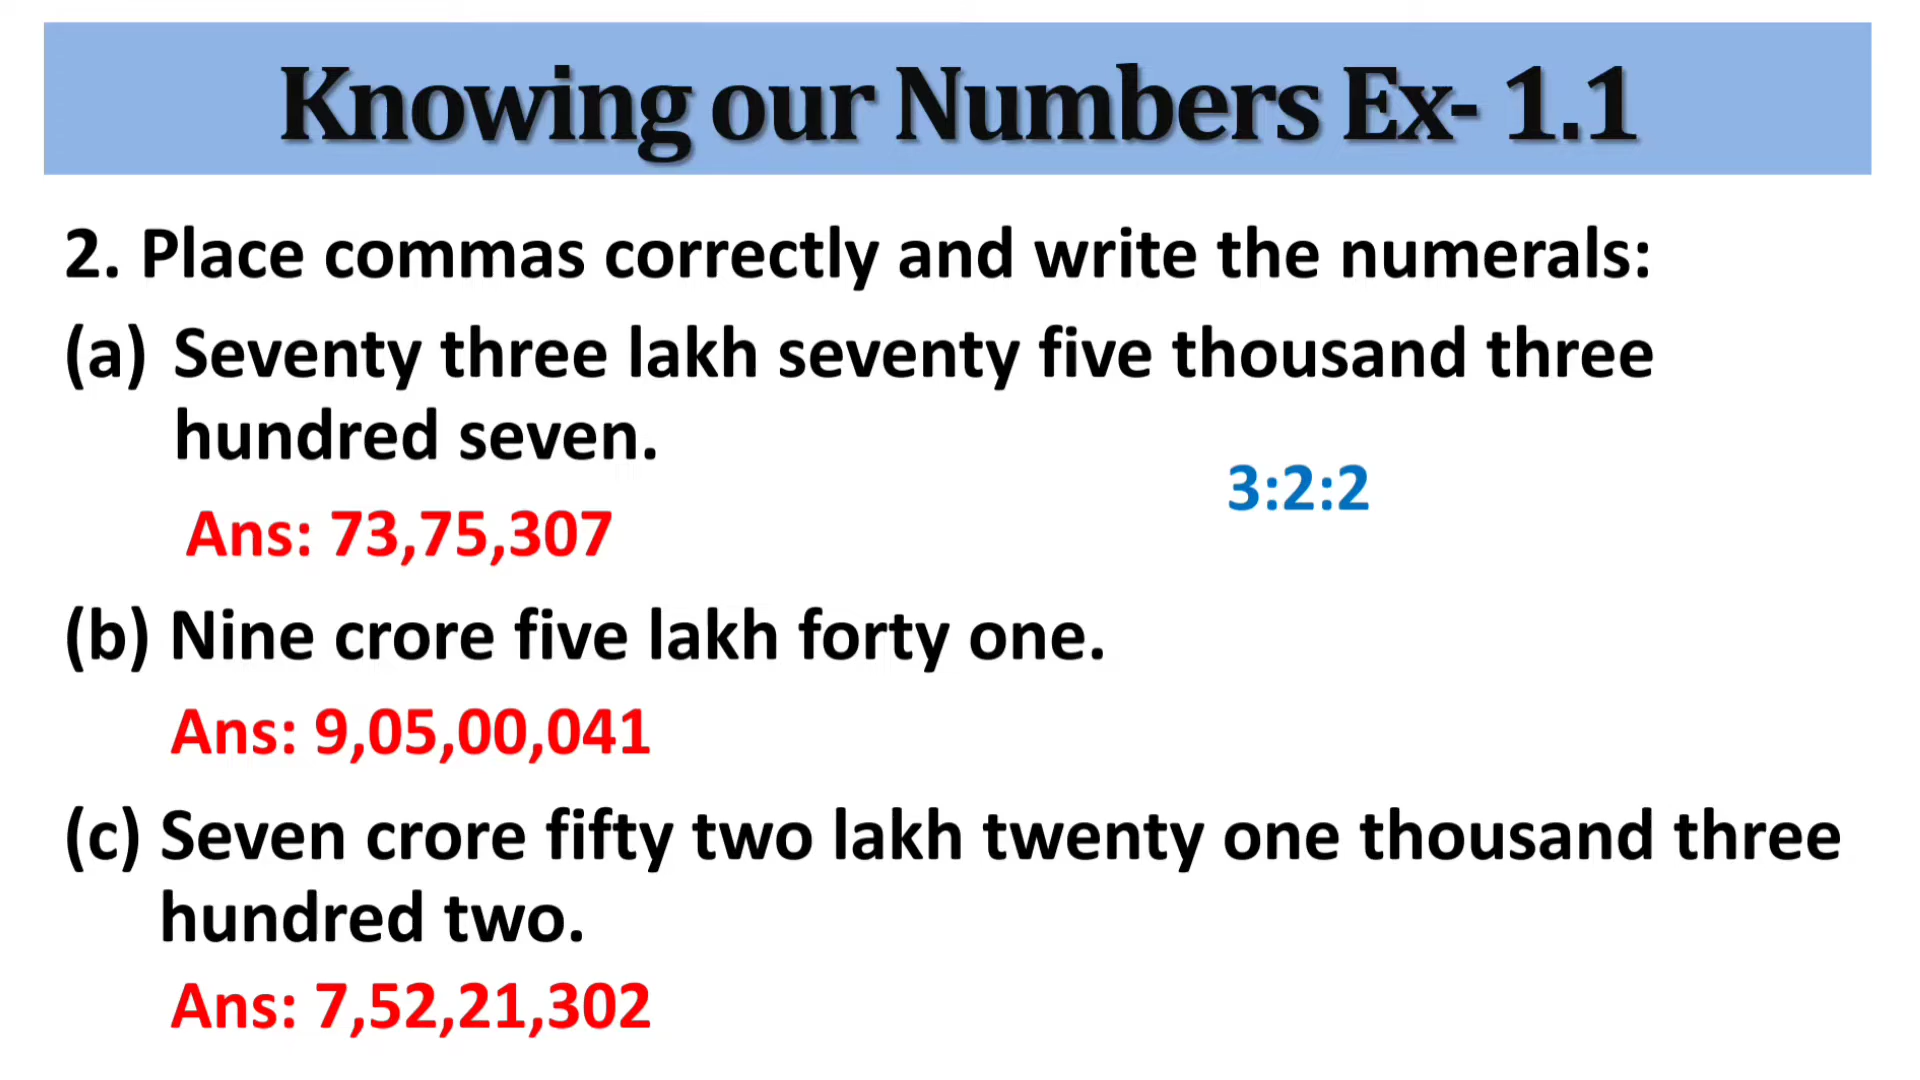 Knowing our Numbers Ex- 1.1
2. Place commas correctly and write the numerals:
(a) Seventy three lakh seventy five thousand three
hundred seven.
3:2:2
Ans: 73,75,307
(b) Nine crore five lakh forty one.
Ans: 9,05,00,041
(c) Seven crore fifty two lakh twenty one thousand three
hundred two.
Ans: 7,52,21,302